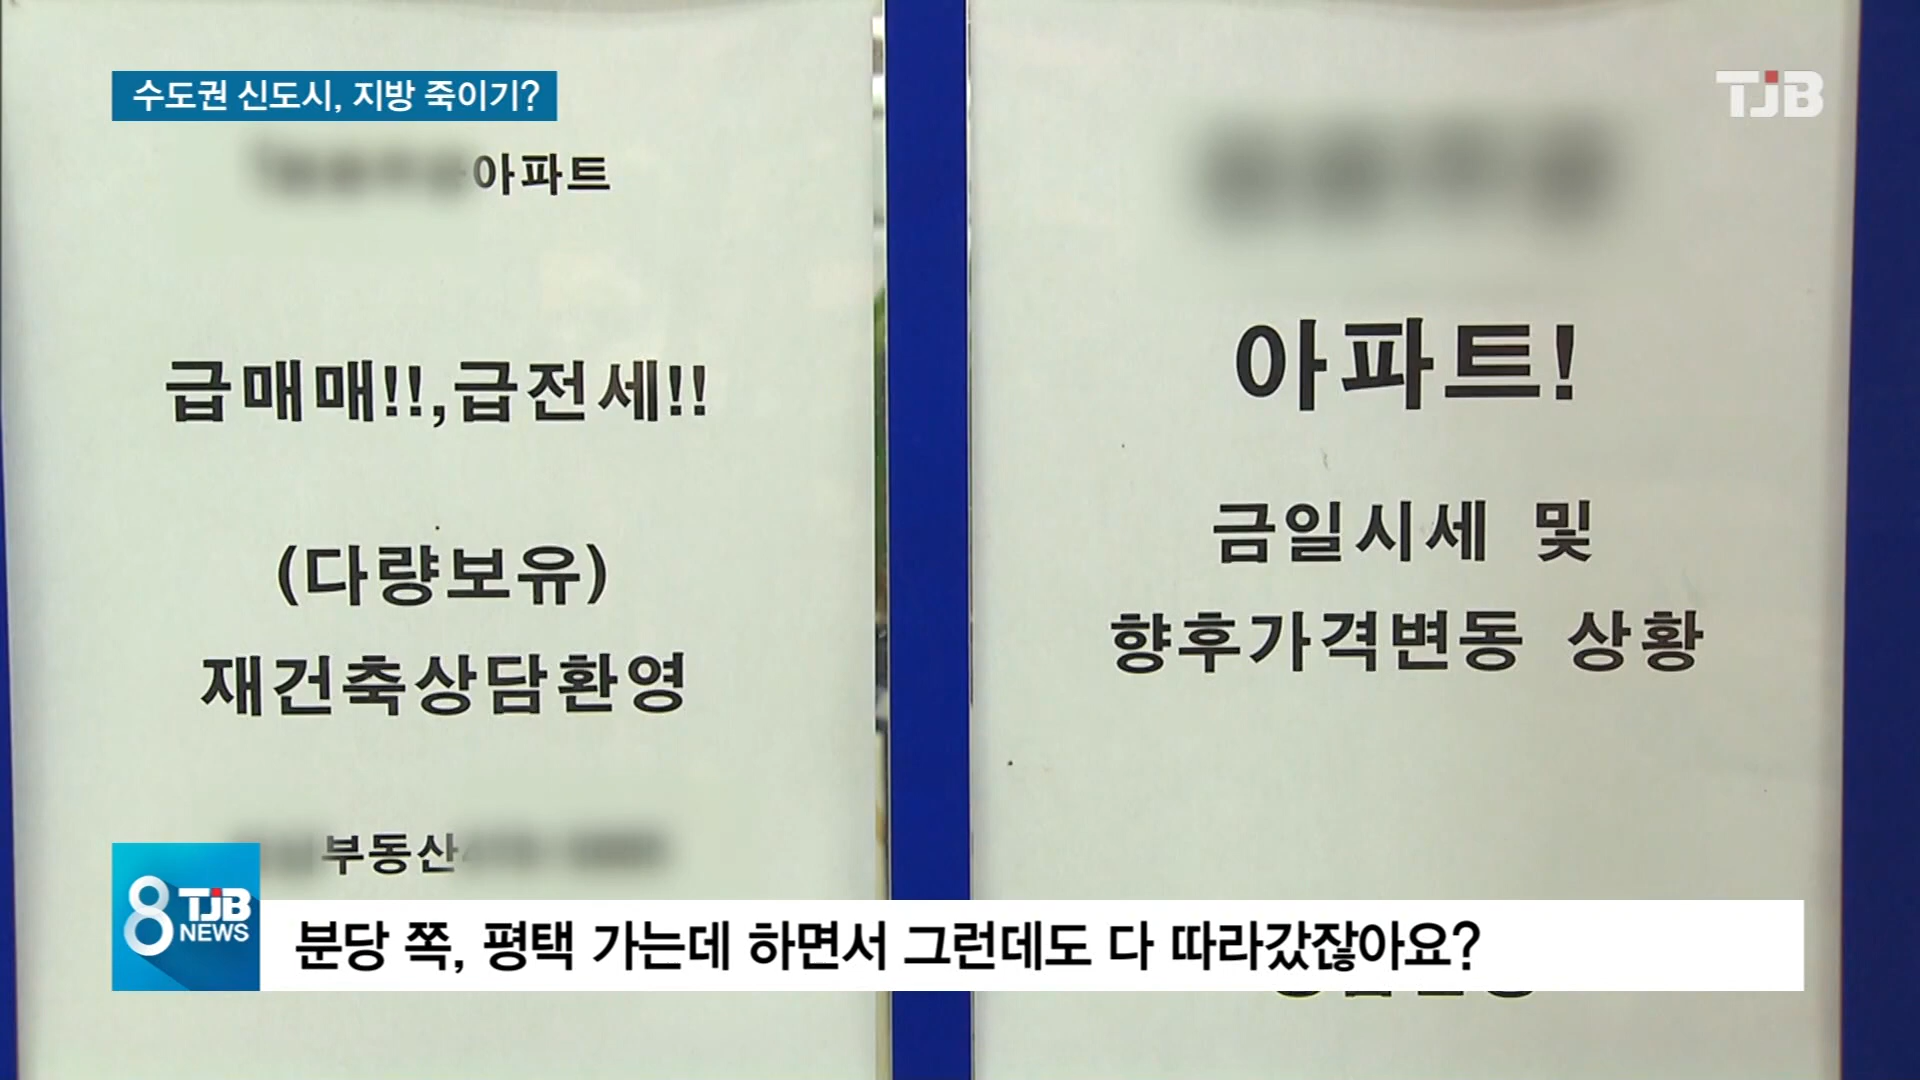 수도권 신도시, 지방 죽이기?
TJB
아파트
급매매!!,급전세!!
(다량보유)
재건축상담환영
부동산
아파트!
금일시세 및
향후가격변동 상황
8 TJB NEWS
분당 쪽, 평택 가는데 하면서 그런데도 다 따라갔잖아요?